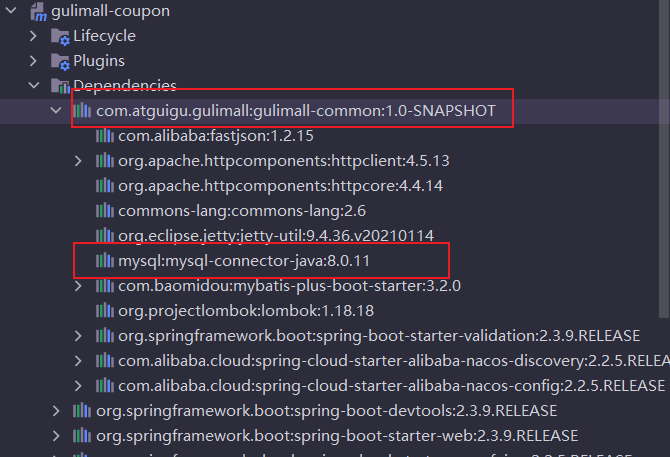 gulimall-coupon
Lifecycle
Plugins
Dependencies
com.atguigu.gulimall:gulimall-common:1.0-SNAPSHOT
com.alibaba:fastjson:1.2.15
org.apache.httpcomponents:httpclient:4.5.13
org.apache.httpcomponents:httpcore:4.4.14
commons-lang:commons-lang:2.6
org.eclipse.jetty:jetty-util:9.4.36.v20210114
mysql:mysql-connector-java:8.0.11
com.baomidou:mybatis-plus-boot-starter:3.2.0
org.projectlombok:lombok:1.18.18
org.springframework.boot:spring-boot-starter-validation:2.3.9.RELEASE
com.alibaba.cloud:spring-cloud-starter-alibaba-nacos-discovery:2.2.5.RELEA
com.alibaba.cloud:spring-cloud-starter-alibaba-nacos-config:2.2.5.RELEASE
org.springframework.boot:spring-boot-devtools:2.3.9.RELEASE
org.springframework.boot:spring-boot-starter-web:2.3.9.RELEASE